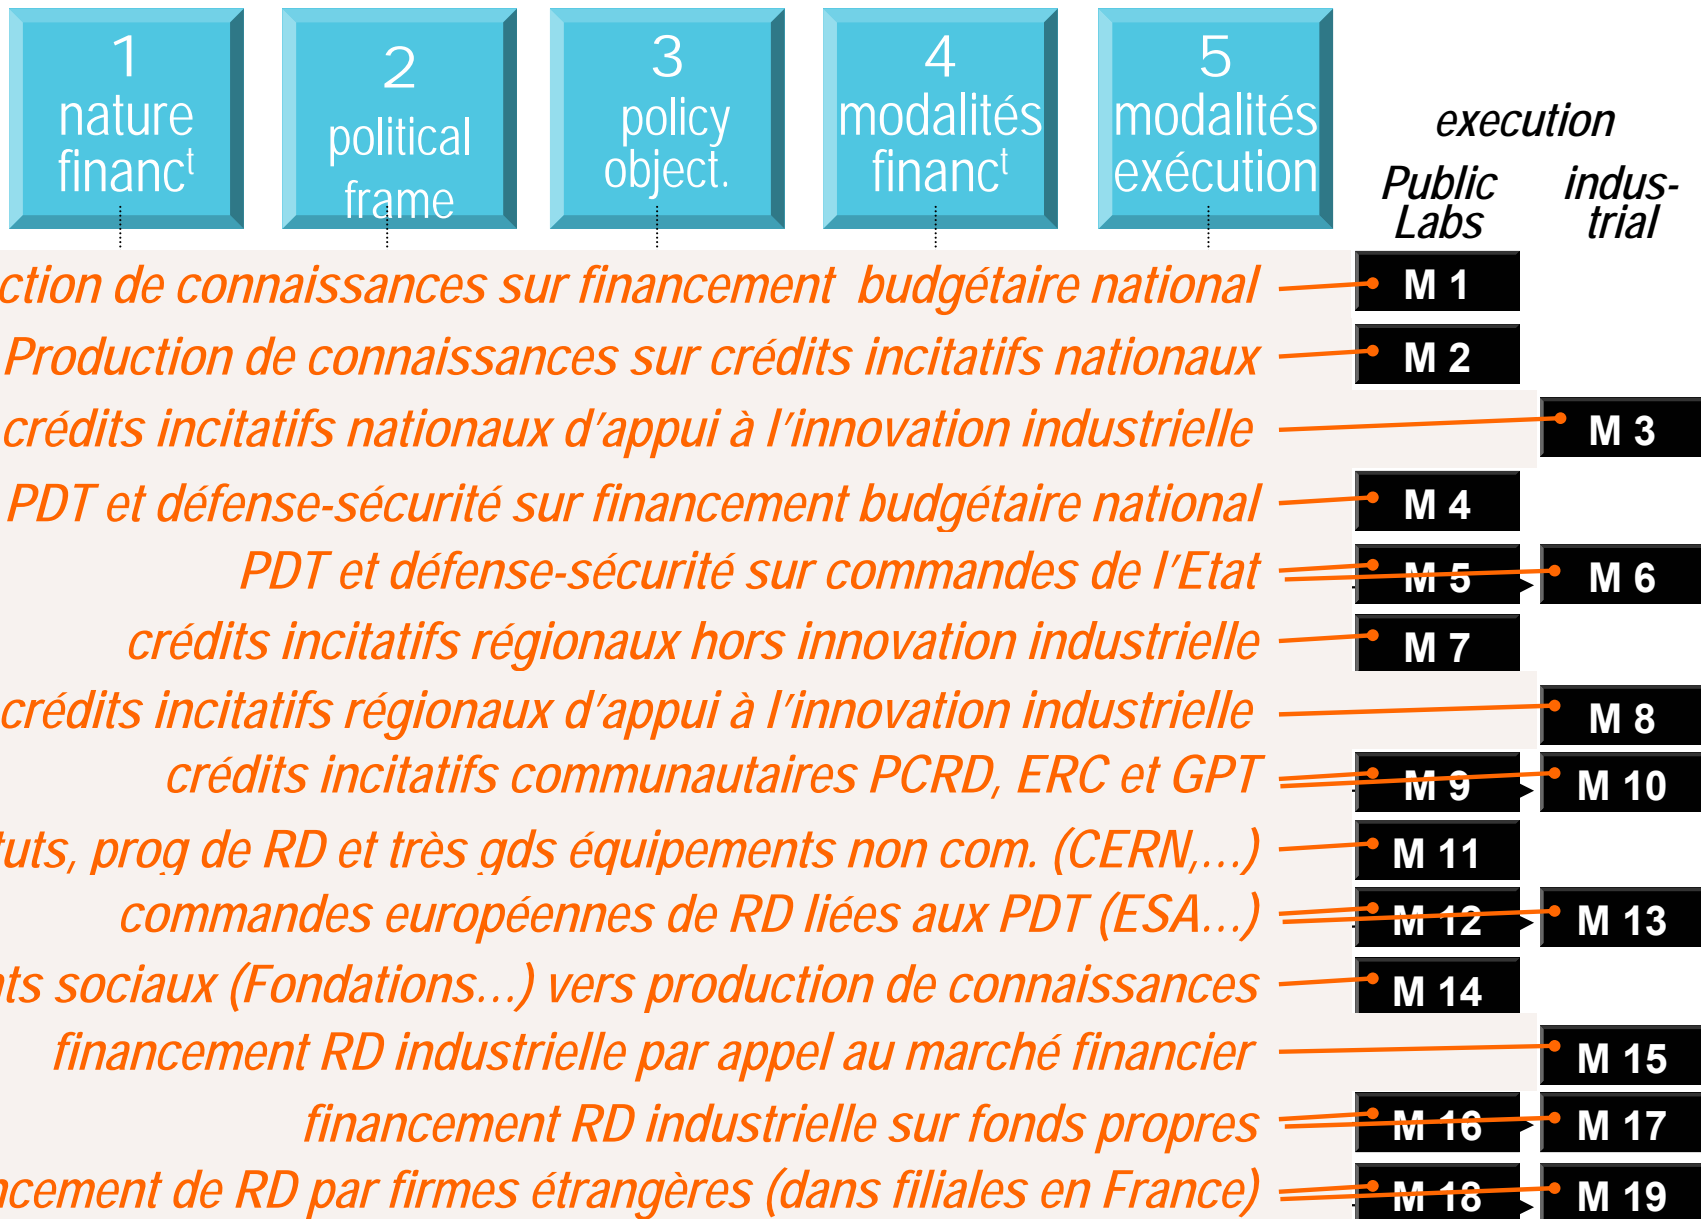 1
nature
financt
2
political
frame
3
policy
object.
4
modalités
financt
5
modalités
exécution
execution
Public
Labs
indus-
trial
ction de connaissances sur financement budgétaire national
M 1
Production de connaissances sur crédits incitatifs nationaux
M 2
crédits incitatifs nationaux d'appui à l'innovation industrielle
M 3
PDT et défense-sécurité sur financement budgétaire national
M 4
PDT et défense-sécurité sur commandes de l'Etat
M 5
M 6
crédits incitatifs régionaux hors innovation industrielle
M 7
crédits incitatifs régionaux d'appui à l'innovation industrielle
M 8
crédits incitatifs communautaires PCRD, ERC et GPT
M 9
M 10
tuts, prog de RD et très gds équipements non com. (CERN,...)
M 11
commandes européennes de RD liées aux PDT (ESA...)
M 12
M 13
nts sociaux (Fondations...) vers production de connaissances
M 14
financement RD industrielle par appel au marché financier
M 15
financement RD industrielle sur fonds propres
M 16
M 17
ncement de RD par firmes étrangères (dans filiales en France)
M 18
M 19